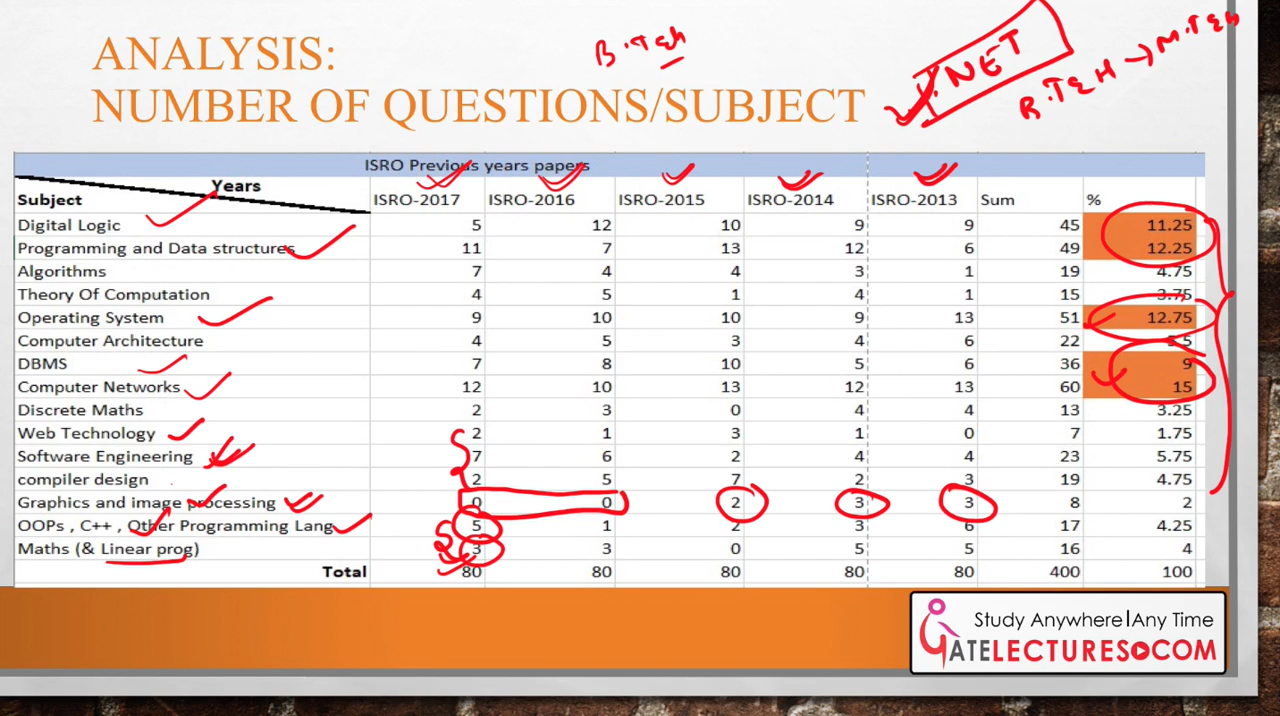 ANALYSIS:
NUMBER OF QUESTIONS/SUBJECT
B.Tech
NET
B.TECH → M.Tech
ISRO Previous years papers
Years
Subject ISRO-2017 ISRO-2016 ISRO-2015 ISRO-2014 ISRO-2013 Sum %
Digital Logic 5 12 10 9 9 45 11.25
Programming and Data structures 11 7 13 12 6 49 12.25
Algorithms 7 4 4 3 1 19 4.75
Theory Of Computation 4 5 1 4 1 15 3.75
Operating System 9 10 10 9 13 51 12.75
Computer Architecture 4 5 3 4 6 22 5.5
DBMS 7 8 10 5 6 36 9
Computer Networks 12 10 13 12 13 60 15
Discrete Maths 2 3 0 4 4 13 3.25
Web Technology 2 1 3 1 0 7 1.75
Software Engineering 7 6 2 4 4 23 5.75
compiler design 2 5 7 2 3 19 4.75
Graphics and image processing 0 0 2 3 3 8 2
OOPs , C++ , Other Programming Lang 5 1 2 3 6 17 4.25
Maths (& Linear prog) 3 3 0 5 5 16 4
Total 80 80 80 80 80 400 100
Study Anywhere|Any Time
GATELECTURES.COM